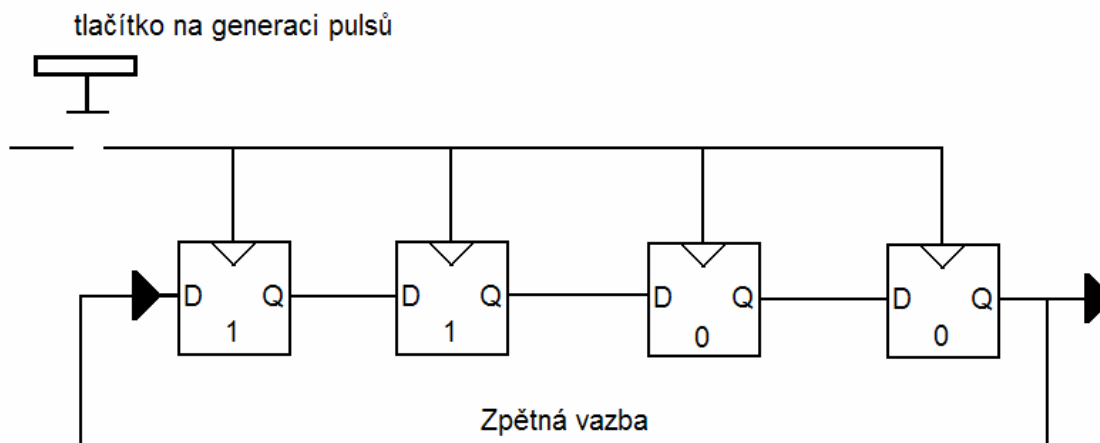 tlačítko na generaci pulsů
D Q D Q D Q D Q
1 1 0 0
Zpětná vazba